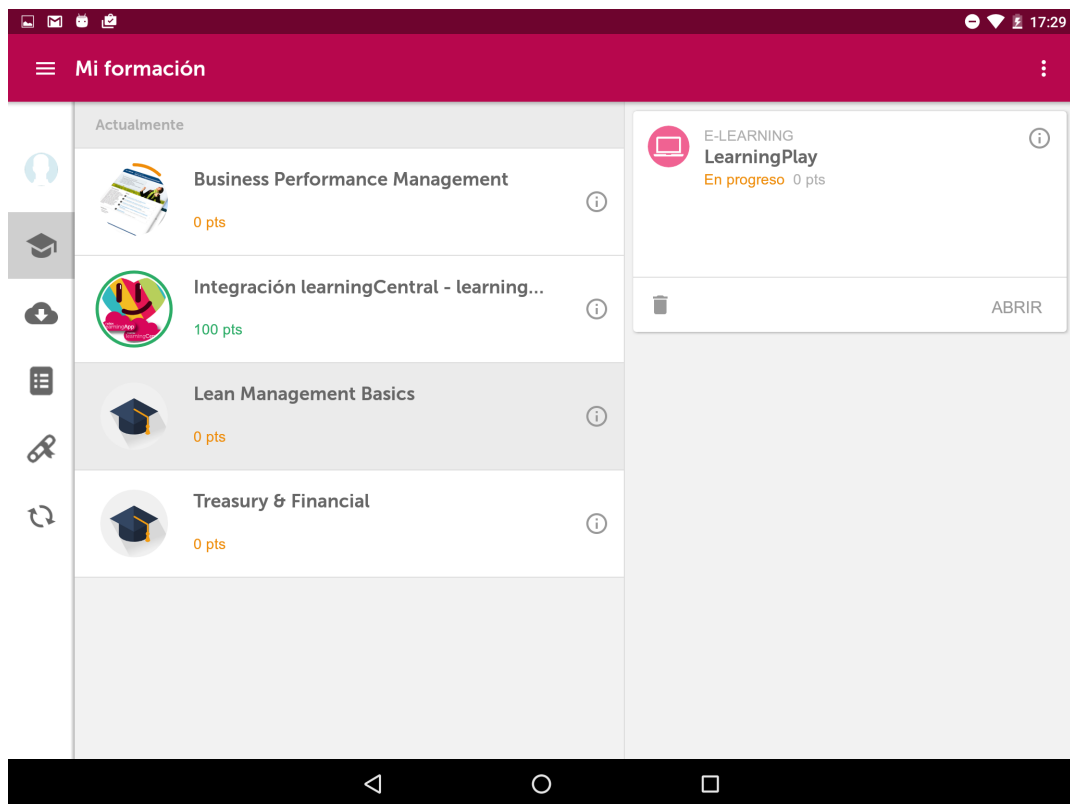 17:29
Mi formación
Actualmente
Business Performance Management
0 pts
Integración learningCentral - learning...
100 pts
Lean Management Basics
0 pts
Treasury & Financial
0 pts
E-LEARNING
LearningPlay
En progreso 0 pts
ABRIR